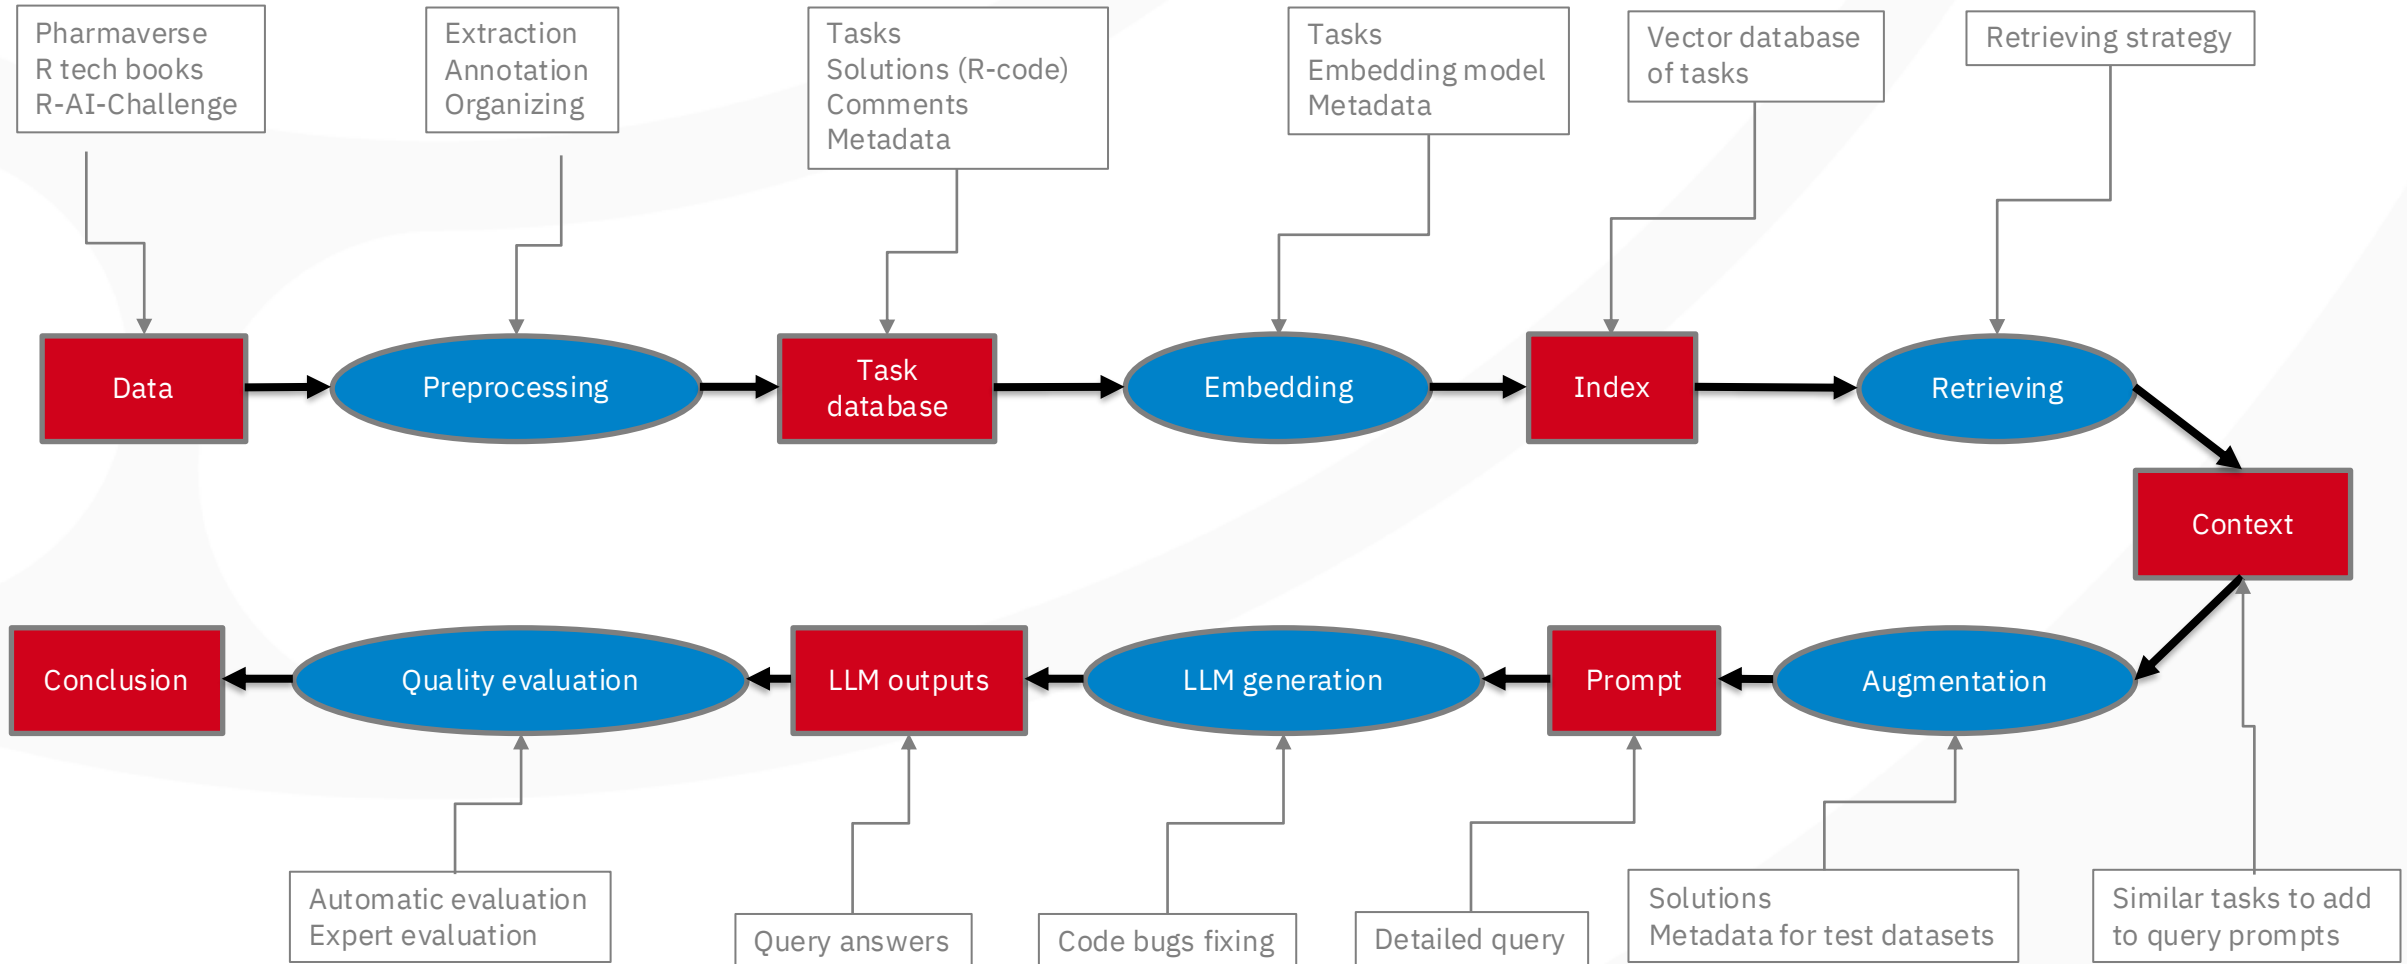 Pharmaverse
R tech books
R-AI-Challenge
Extraction
Annotation
Organizing
Tasks
Solutions (R-code)
Comments
Metadata
Tasks
Embedding model
Metadata
Vector database
of tasks
Retrieving strategy
Data
Preprocessing
Task
database
Embedding
Index
Retrieving
Context
Conclusion
Quality evaluation
LLM outputs
LLM generation
Prompt
Augmentation
Automatic evaluation
Expert evaluation
Query answers
Code bugs fixing
Detailed query
Solutions
Metadata for test datasets
Similar tasks to add
to query prompts